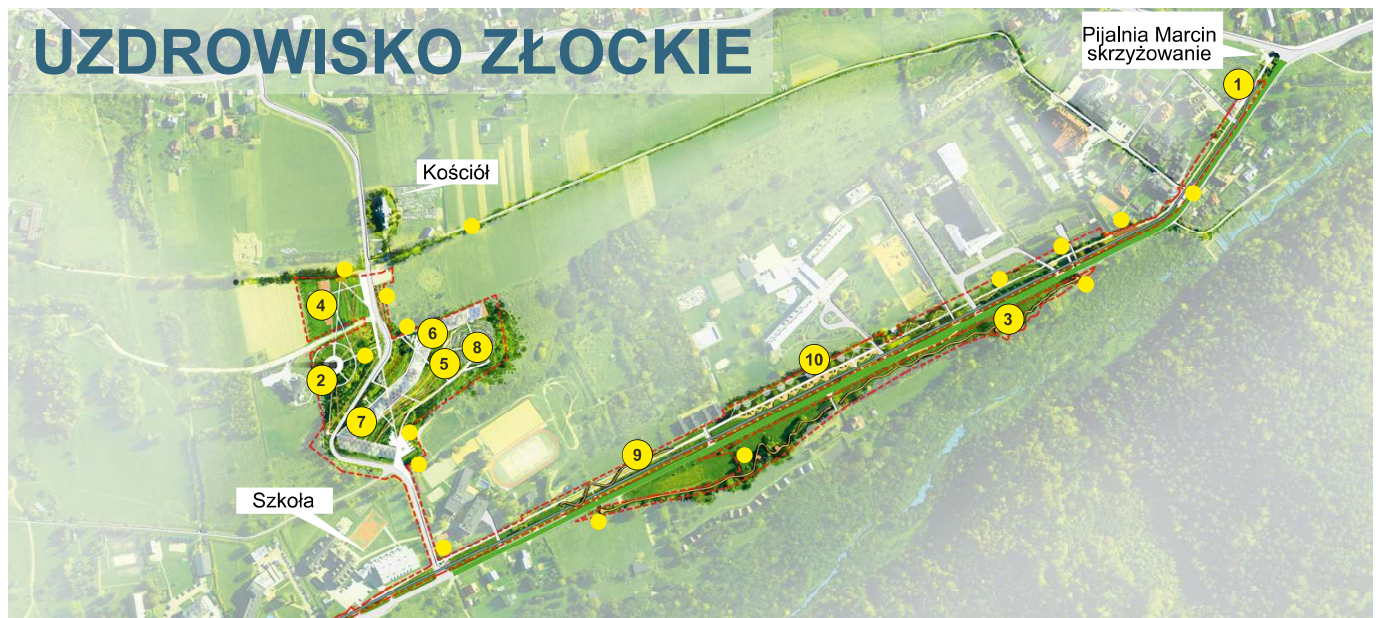 UZDROWISKO ZŁOCKIE
Pijalnia Marcin
skrzyżowanie
1
Kościół
4
6
3
8
5
2
10
7
9
Szkoła